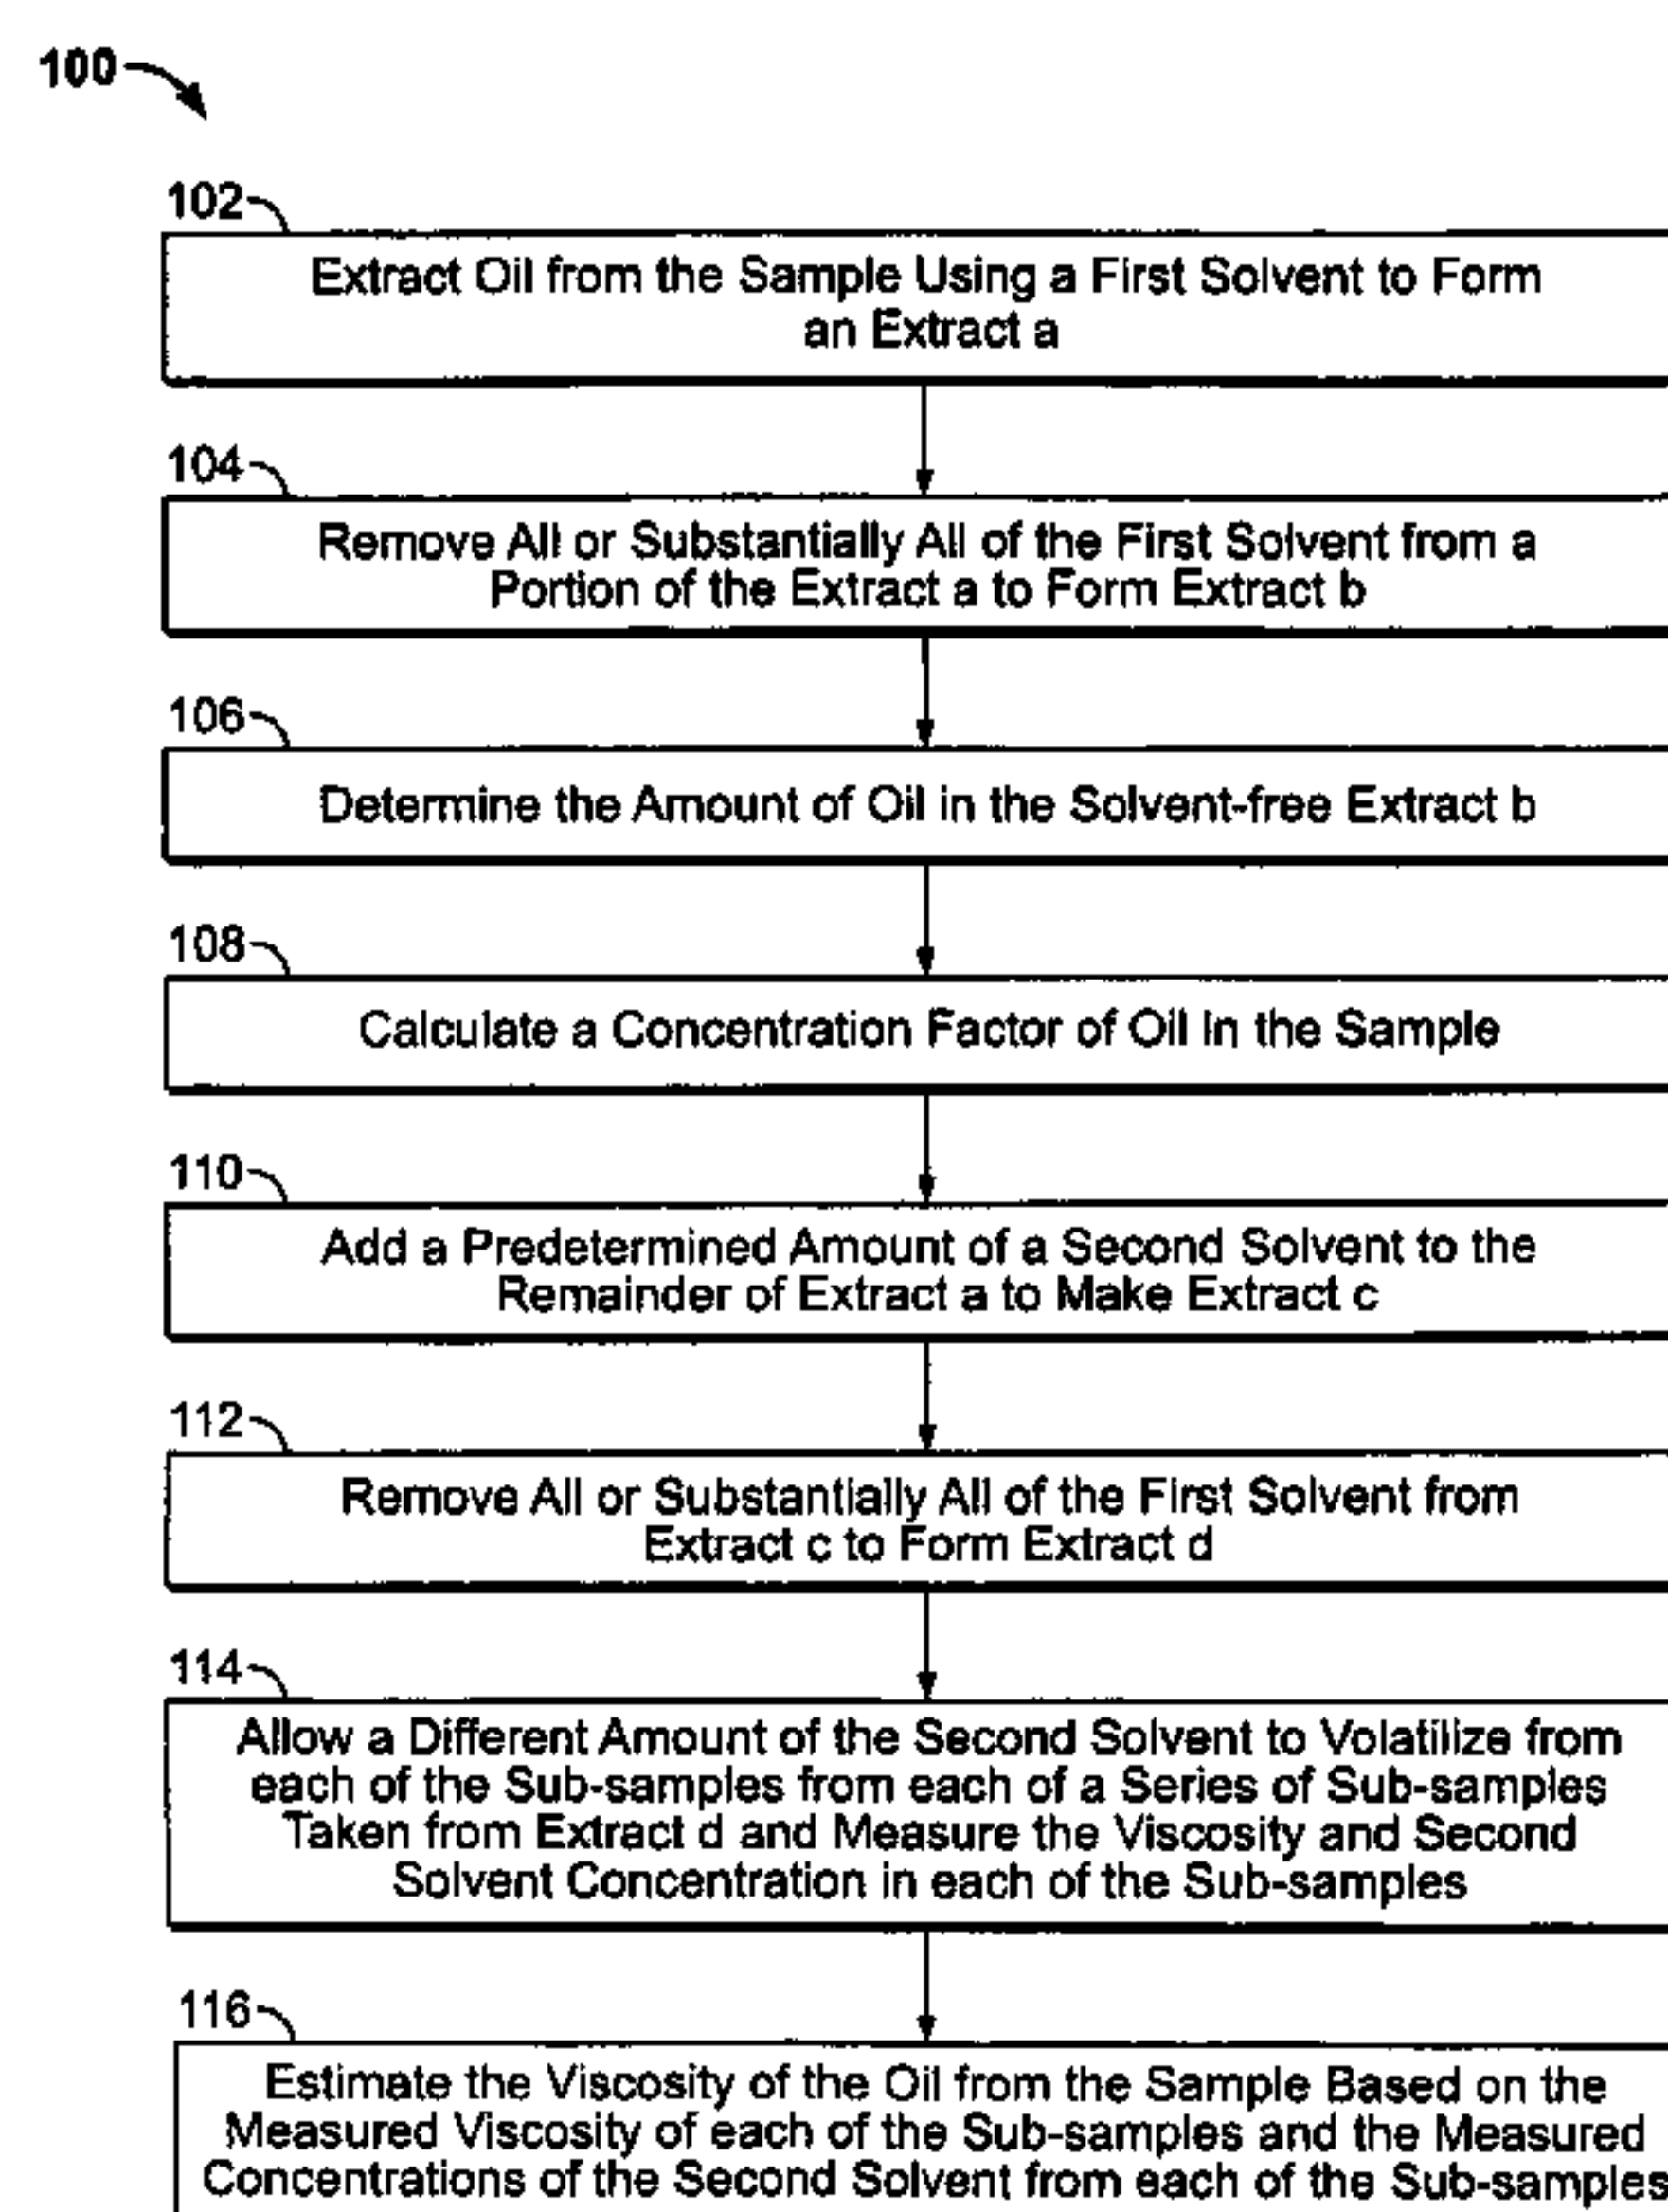 100
102
Extract Oil from the Sample Using a First Solvent to Form
an Extract a
104
Remove All or Substantially All of the First Solvent from a
Portion of the Extract a to Form Extract b
106
Determine the Amount of Oil in the Solvent-free Extract b
108
Calculate a Concentration Factor of Oil In the Sample
110
Add a Predetermined Amount of a Second Solvent to the
Remainder of Extract a to Make Extract c
112
Remove All or Substantially All of the First Solvent from
Extract c to Form Extract d
114
Allow a Different Amount of the Second Solvent to Volatilize from
each of the Sub-samples from each of a Series of Sub-samples
Taken from Extract d and Measure the Viscosity and Second
Solvent Concentration in each of the Sub-samples
116
Estimate the Viscosity of the Oil from the Sample Based on the
Measured Viscosity of each of the Sub-samples and the Measured
Concentrations of the Second Solvent from each of the Sub-samples